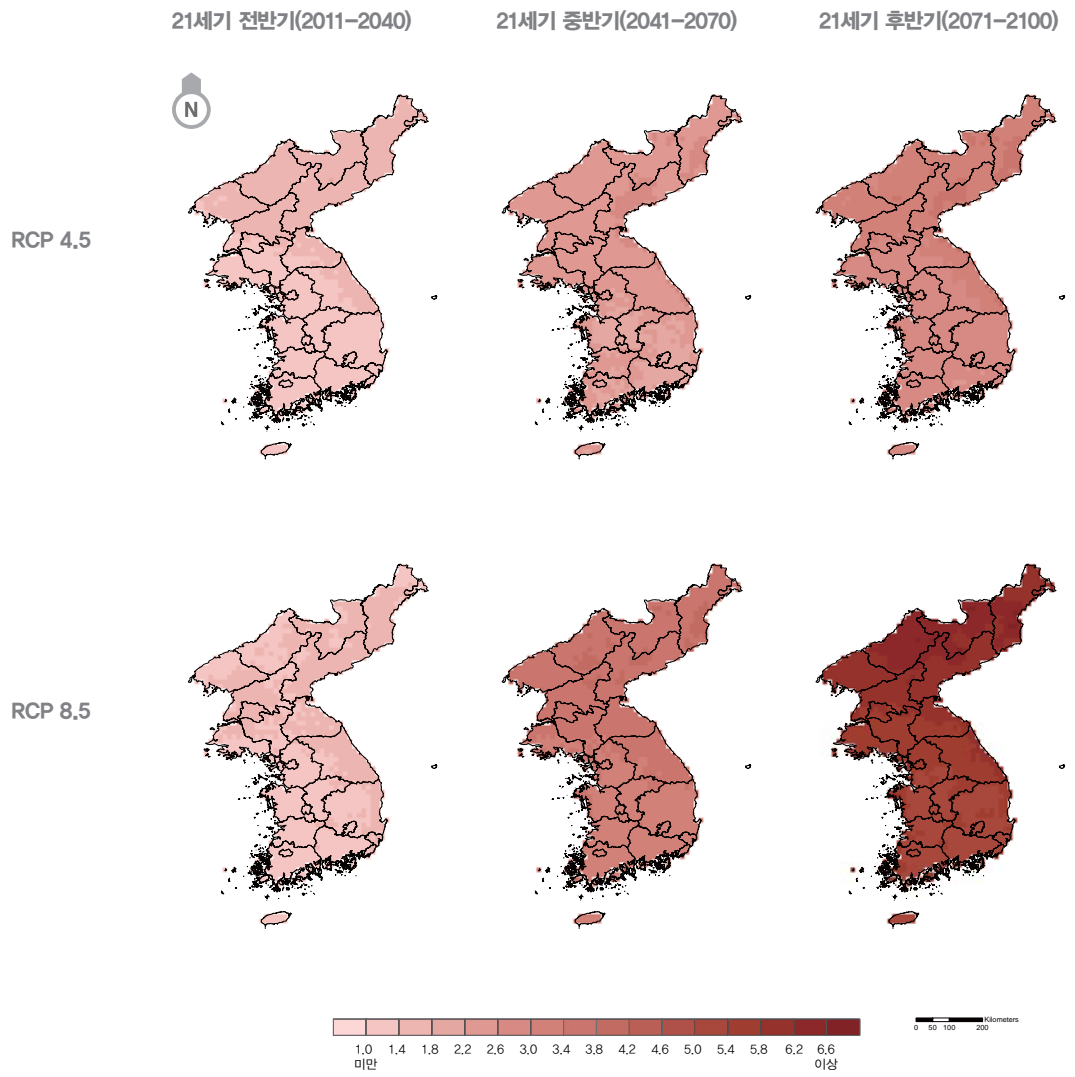 21세기 전반기(2011-2040) 21세기 중반기(2041-2070) 21세기 후반기(2071-2100)
N
RCP 4.5
RCP 8.5
Kilometers
0 50 100 200
1.0 1.4 1.8 2.2 2.6 3.0 3.4 3.8 4.2 4.6 5.0 5.4 5.8 6.2 6.6
미만 이상